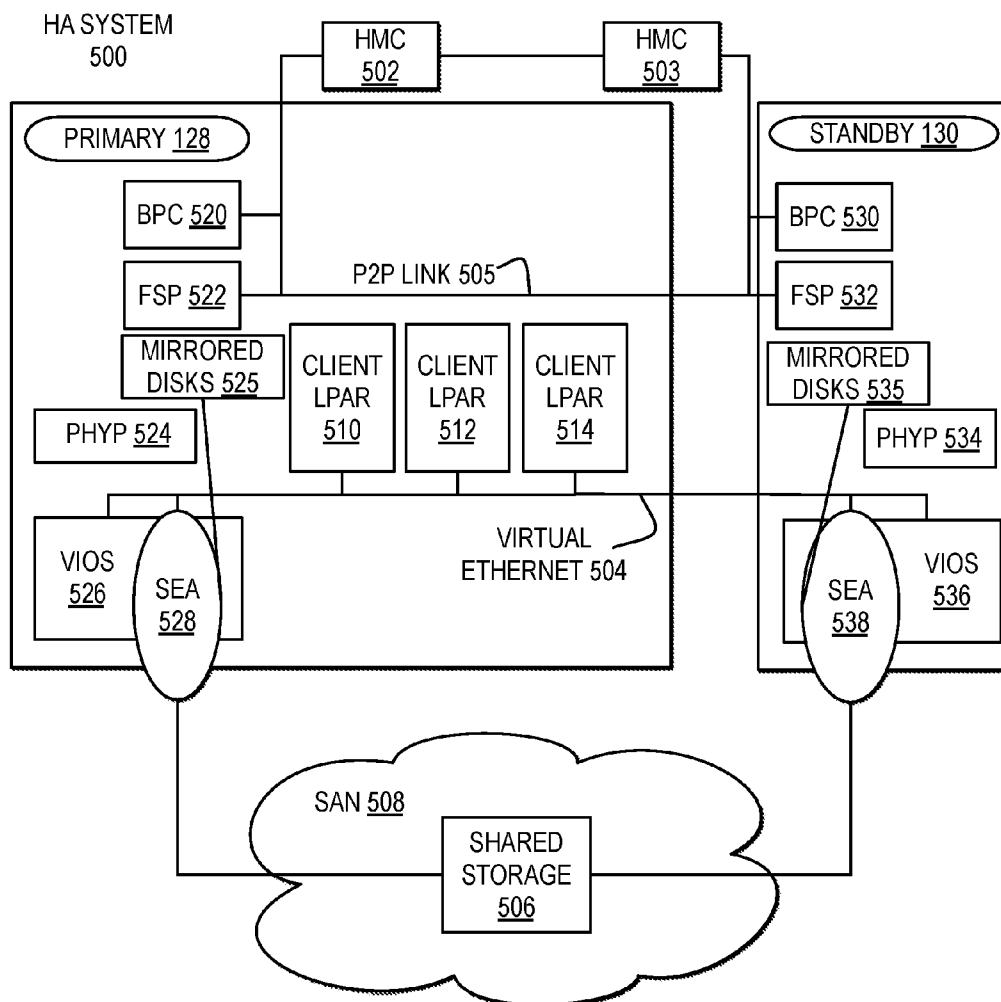 HA SYSTEM
500
HMC
502
HMC
503
PRIMARY 128
STANDBY 130
BPC 520
BPC 530
P2P LINK 505
FSP 522
FSP 532
MIRRORED
DISKS 525
CLIENT
LPAR
510
CLIENT
LPAR
512
CLIENT
LPAR
514
MIRRORED
DISKS 535
PHYP 524
PHYP 534
VIOS
526
SEA
528
VIRTUAL
ETHERNET 504
SEA
538
VIOS
536
SAN 508
SHARED
STORAGE
506